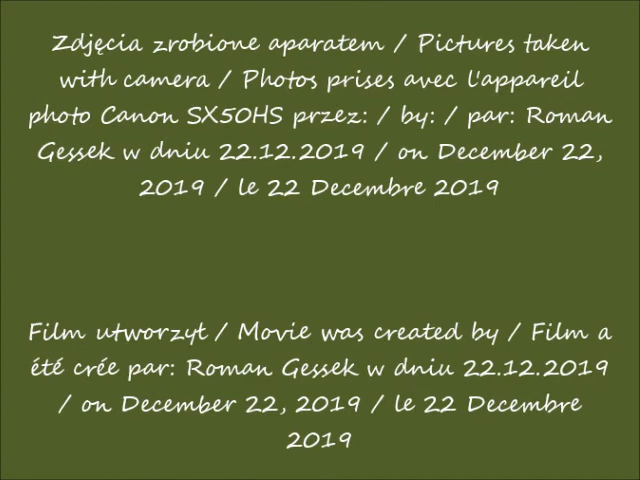 Zdjęcia zrobione aparatem / Pictures taken
with camera / Photos prises avec l'appareil
photo Canon SX50HS przez: / by: / par: Roman
Gessek w dniu 22.12.2019 / on December 22,
2019 / le 22 Decembre 2019
Film utworzył / Movie was created by / Film a
été crée par: Roman Gessek w dniu 22.12.2019
/ on December 22, 2019 / le 22 Decembre
2019